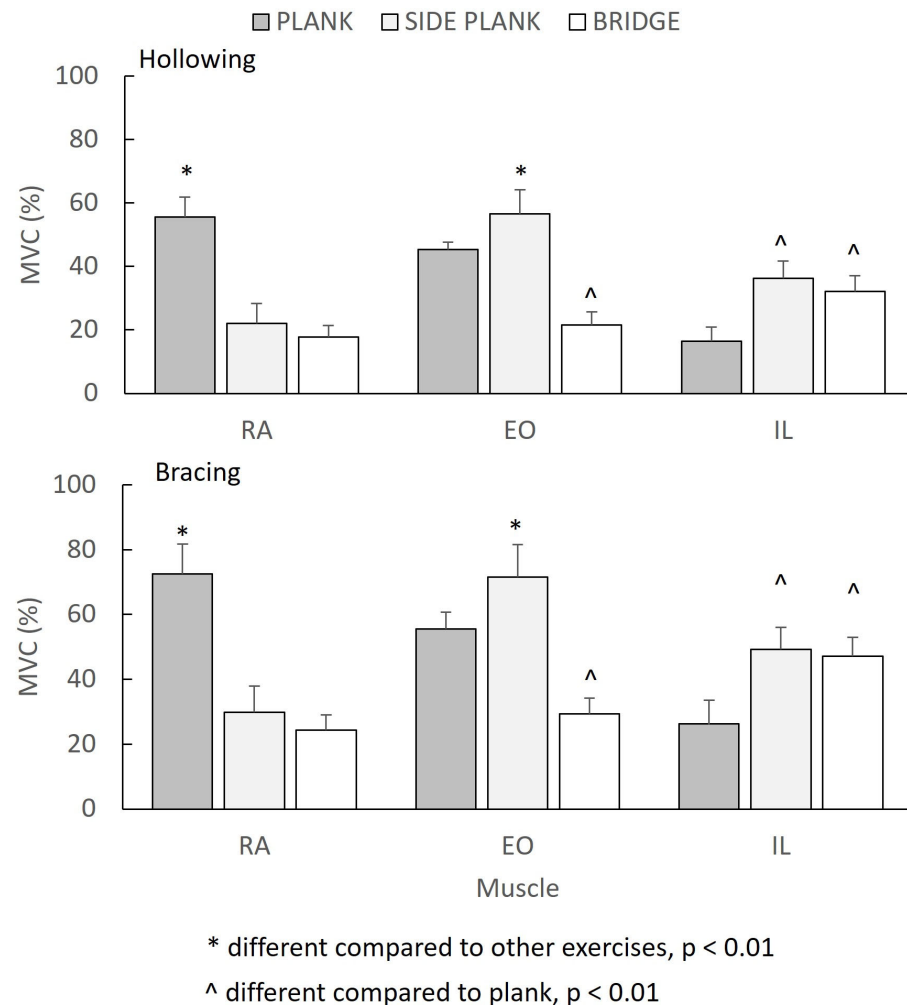 PLANK SIDE PLANK BRIDGE
Hollowing
100
80
60
40
20
0
MVC (%)
* * ^ ^ ^
RA EO IL
Bracing
100
80
60
40
20
0
MVC (%)
* * ^ ^ ^
RA EO IL
Muscle
* different compared to other exercises, p < 0.01
^ different compared to plank, p < 0.01